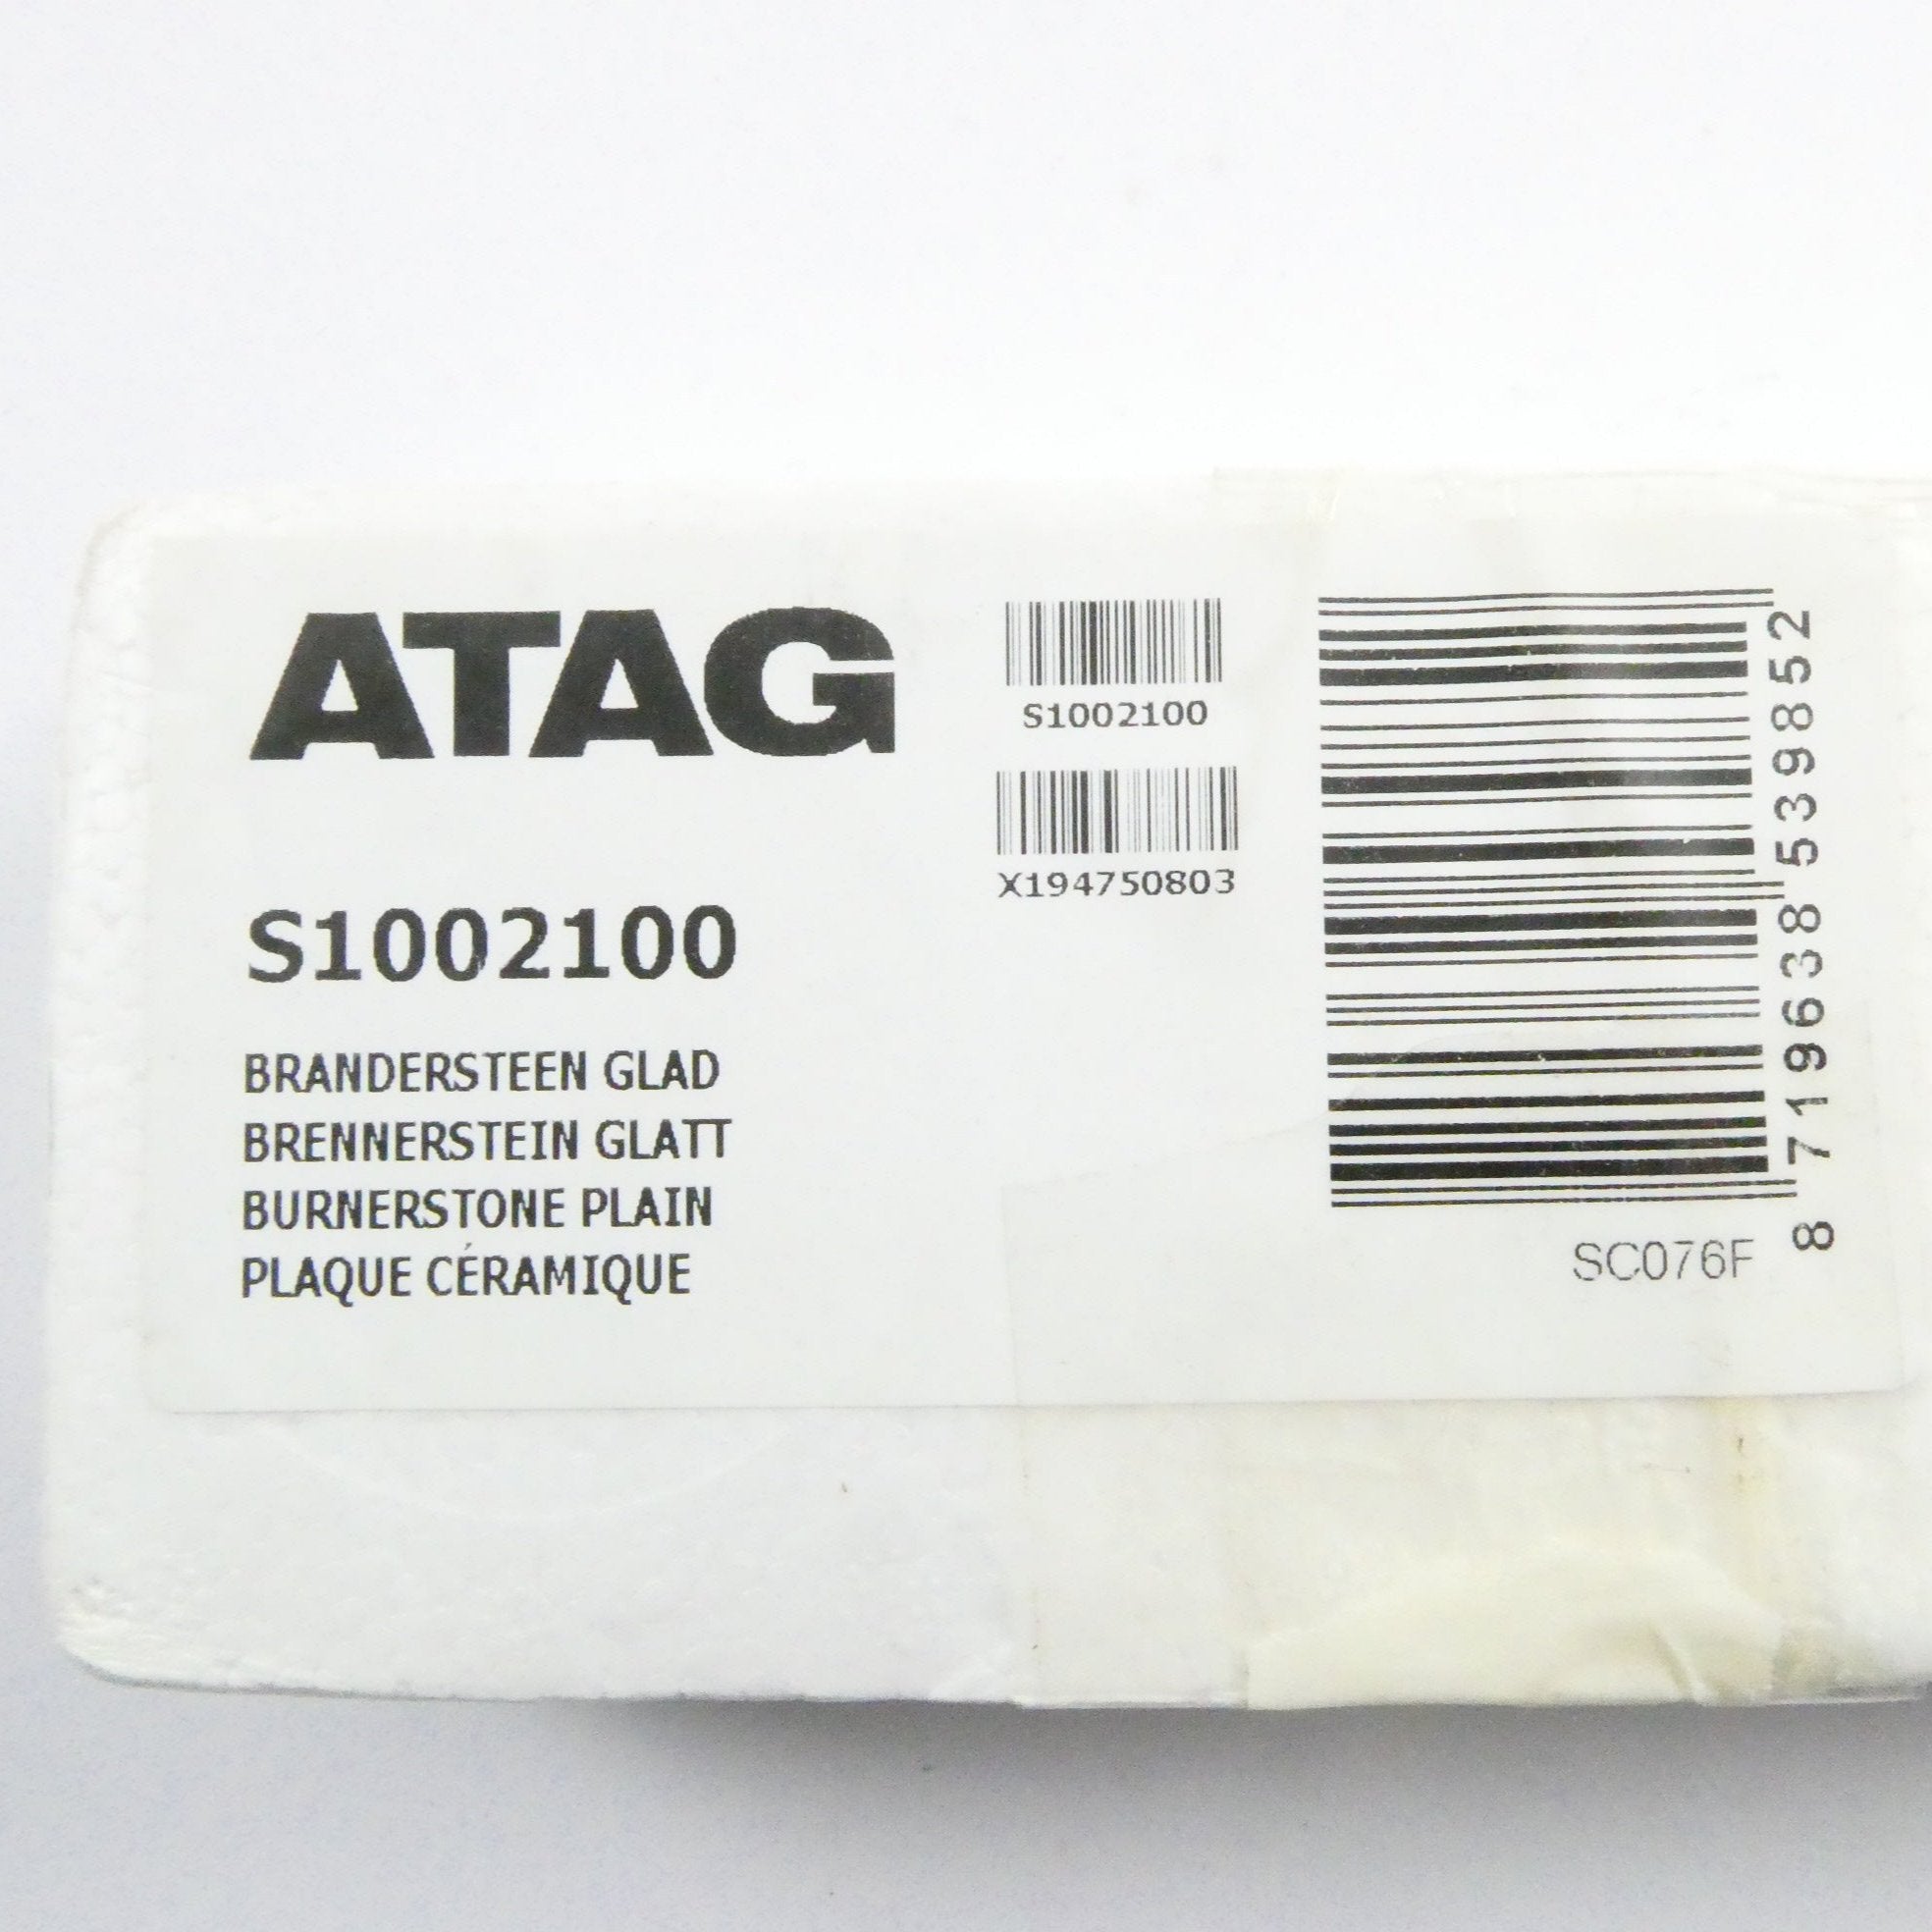 ATAG
S1002100
BRANDERSTEEN GLAD
BRENNERSTEIN GLATT
BURNERSTONE PLAIN
PLAQUE CÉRAMIQUE
S1002100
X194750803
8 719638 539852
SC076F